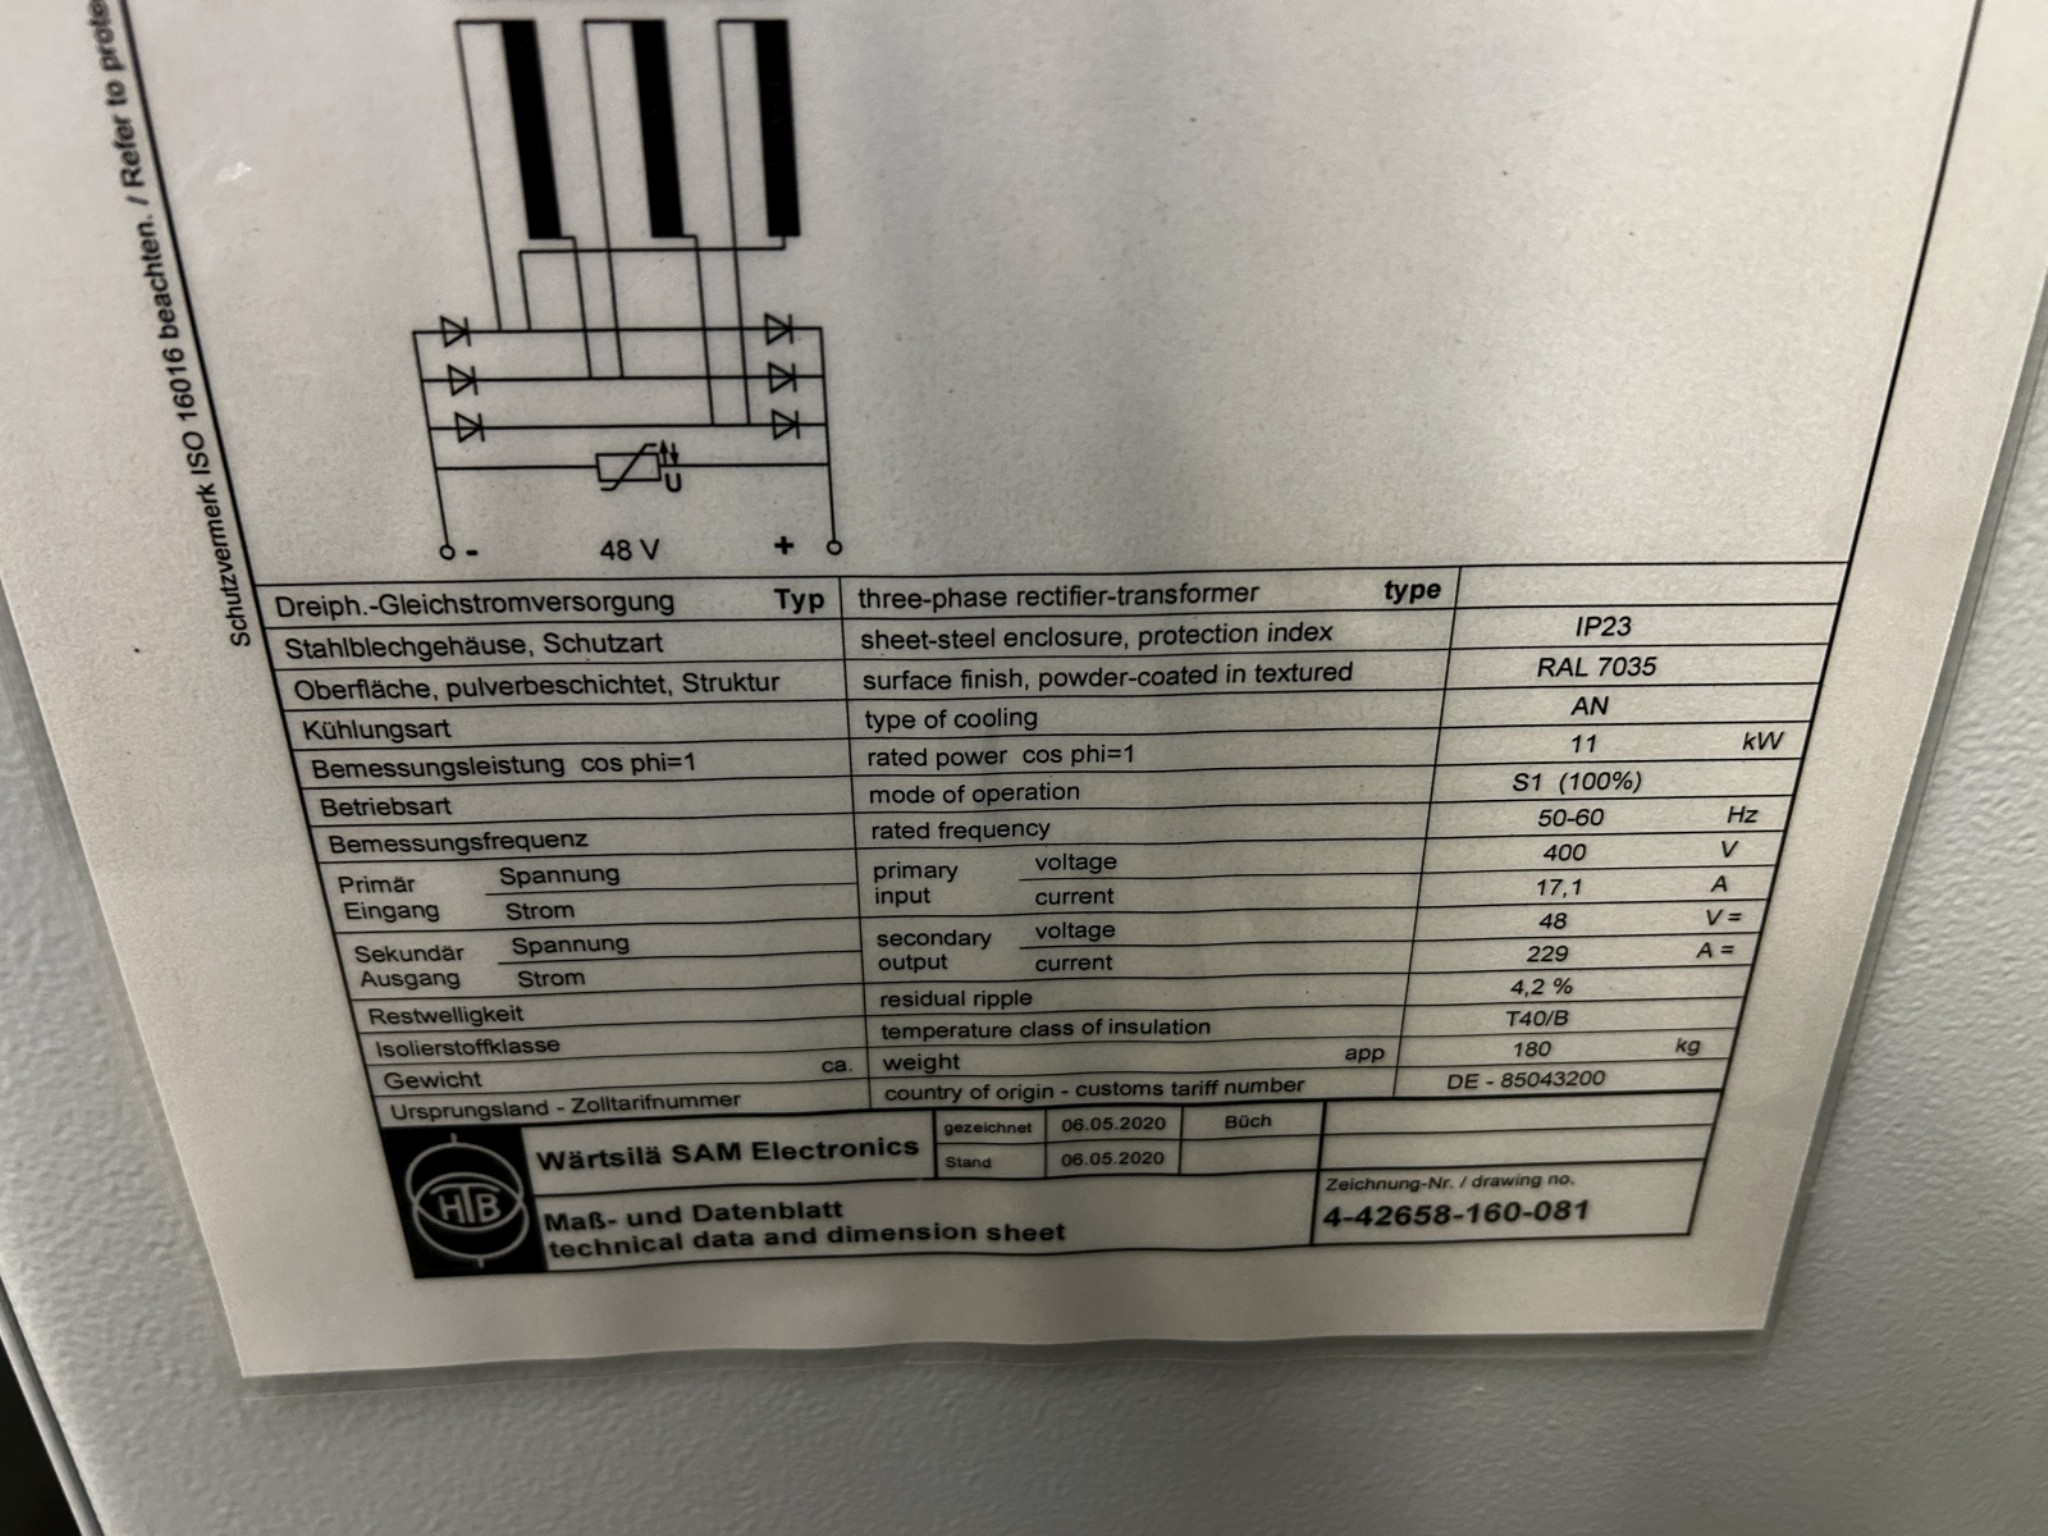 Schutzvermerk ISO 16016 beachten. / Refer to
U
- 48 V +
Dreiph.-Gleichstromversorgung Typ three-phase rectifier-transformer type
Stahlblechgehäuse, Schutzart sheet-steel enclosure, protection index IP23
Oberfläche, pulverbeschichtet, Struktur surface finish, powder-coated in textured RAL 7035
Kühlungsart type of cooling AN
Bemessungsleistung cos phi=1 rated power cos phi=1 11 kW
Betriebsart mode of operation S1 (100%)
Bemessungsfrequenz rated frequency 50-60 Hz
Primär Eingang Spannung primary input voltage 400 V
Strom current 17,1 A
Sekundär Ausgang Spannung secondary output voltage 48 V =
Strom current 229 A =
Restwelligkeit residual ripple 4,2 %
Isolierstoffklasse temperature class of insulation T40/B
Gewicht ca. weight app 180 kg
Ursprungsland - Zolltarifnummer country of origin - customs tariff number DE - 85043200
HTB
Wärtsilä SAM Electronics
gezeichnet 06.05.2020 Büch
Stand 06.05.2020
Maß- und Datenblatt
technical data and dimension sheet
Zeichnung-Nr. / drawing no.
4-42658-160-081